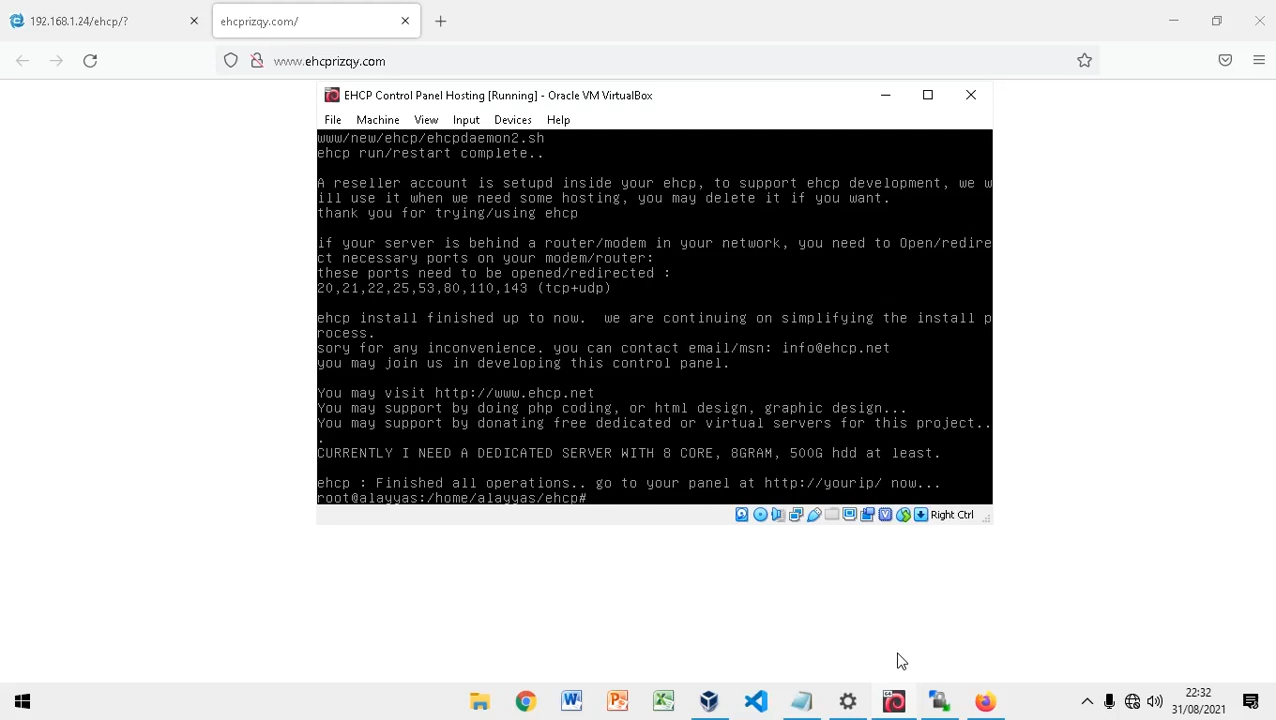 192.168.1.24/ehcp/?
ehcprizqy.com/
www.ehcprizqy.com
EHCP Control Panel Hosting [Running] - Oracle VM VirtualBox
File Machine View Input Devices Help
www/new/ehcp/ehcpdaemon2.sh
ehcp run/restart complete..
A reseller account is setupd inside your ehcp, to support ehcp development, we w
ill use it when we need some hosting, you may delete it if you want.
thank you for trying/using ehcp
if your server is behind a router/modem in your network, you need to Open/redire
ct necessary ports on your modem/router:
these ports need to be opened/redirected :
20,21,22,25,53,80,110,143 (tcp+udp)
ehcp install finished up to now.  we are continuing on simplifying the install p
rocess.
sory for any inconvenience. you can contact email/msn: info@ehcp.net
you may join us in developing this control panel.
You may visit http://www.ehcp.net
You may support by doing php coding, or html design, graphic design...
You may support by donating free dedicated or virtual servers for this project..
.
CURRENTLY I NEED A DEDICATED SERVER WITH 8 CORE, 8GRAM, 500G hdd at least.
ehcp : Finished all operations.. go to your panel at http://yourip/ now...
root@alayyas:/home/alayyas/ehcp#
Right Ctrl
22:32
31/08/2021